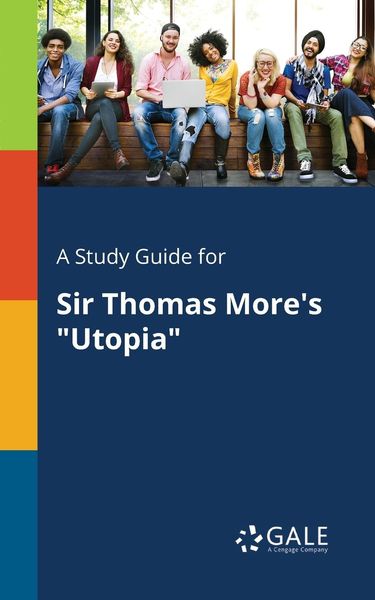 A Study Guide for
Sir Thomas More's
"Utopia"
GALE
A Cengage Company